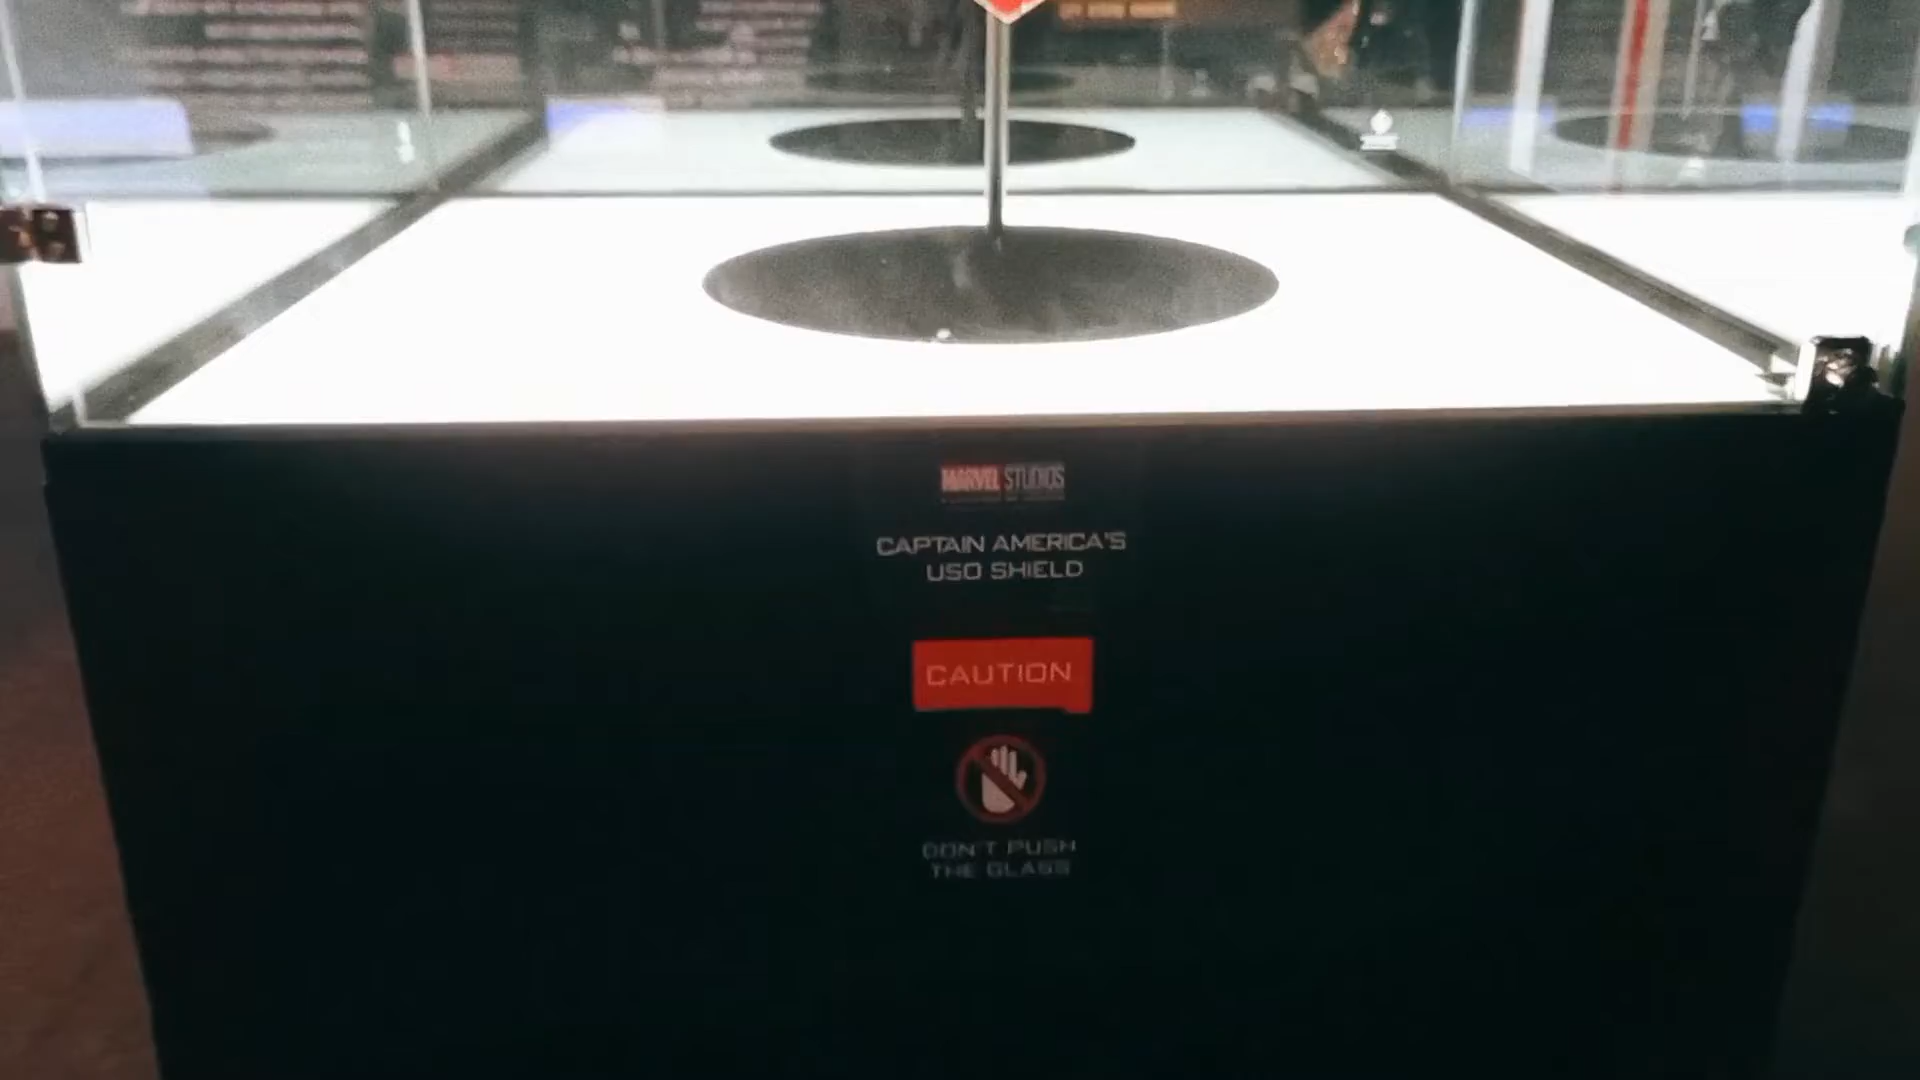 MARVEL STUDIOS
CAPTAIN AMERICA'S
USO SHIELD
CAUTION
DON'T PUSH
THE GLASS